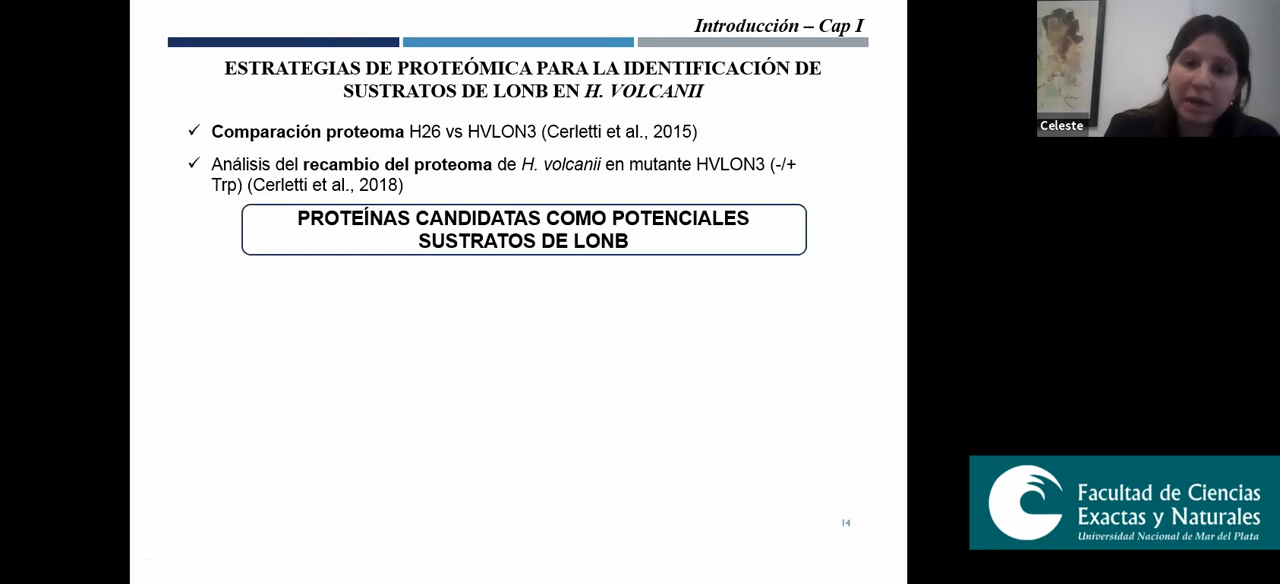 Introducción – Cap I
ESTRATEGIAS DE PROTEÓMICA PARA LA IDENTIFICACIÓN DE
SUSTRATOS DE LONB EN H. VOLCANII
✓ Comparación proteoma H26 vs HVLON3 (Cerletti et al., 2015)
✓ Análisis del recambio del proteoma de H. volcanii en mutante HVLON3 (-/+
Trp) (Cerletti et al., 2018)
PROTEÍNAS CANDIDATAS COMO POTENCIALES
SUSTRATOS DE LONB
14
Celeste
Facultad de Ciencias
Exactas y Naturales
Universidad Nacional de Mar del Plata